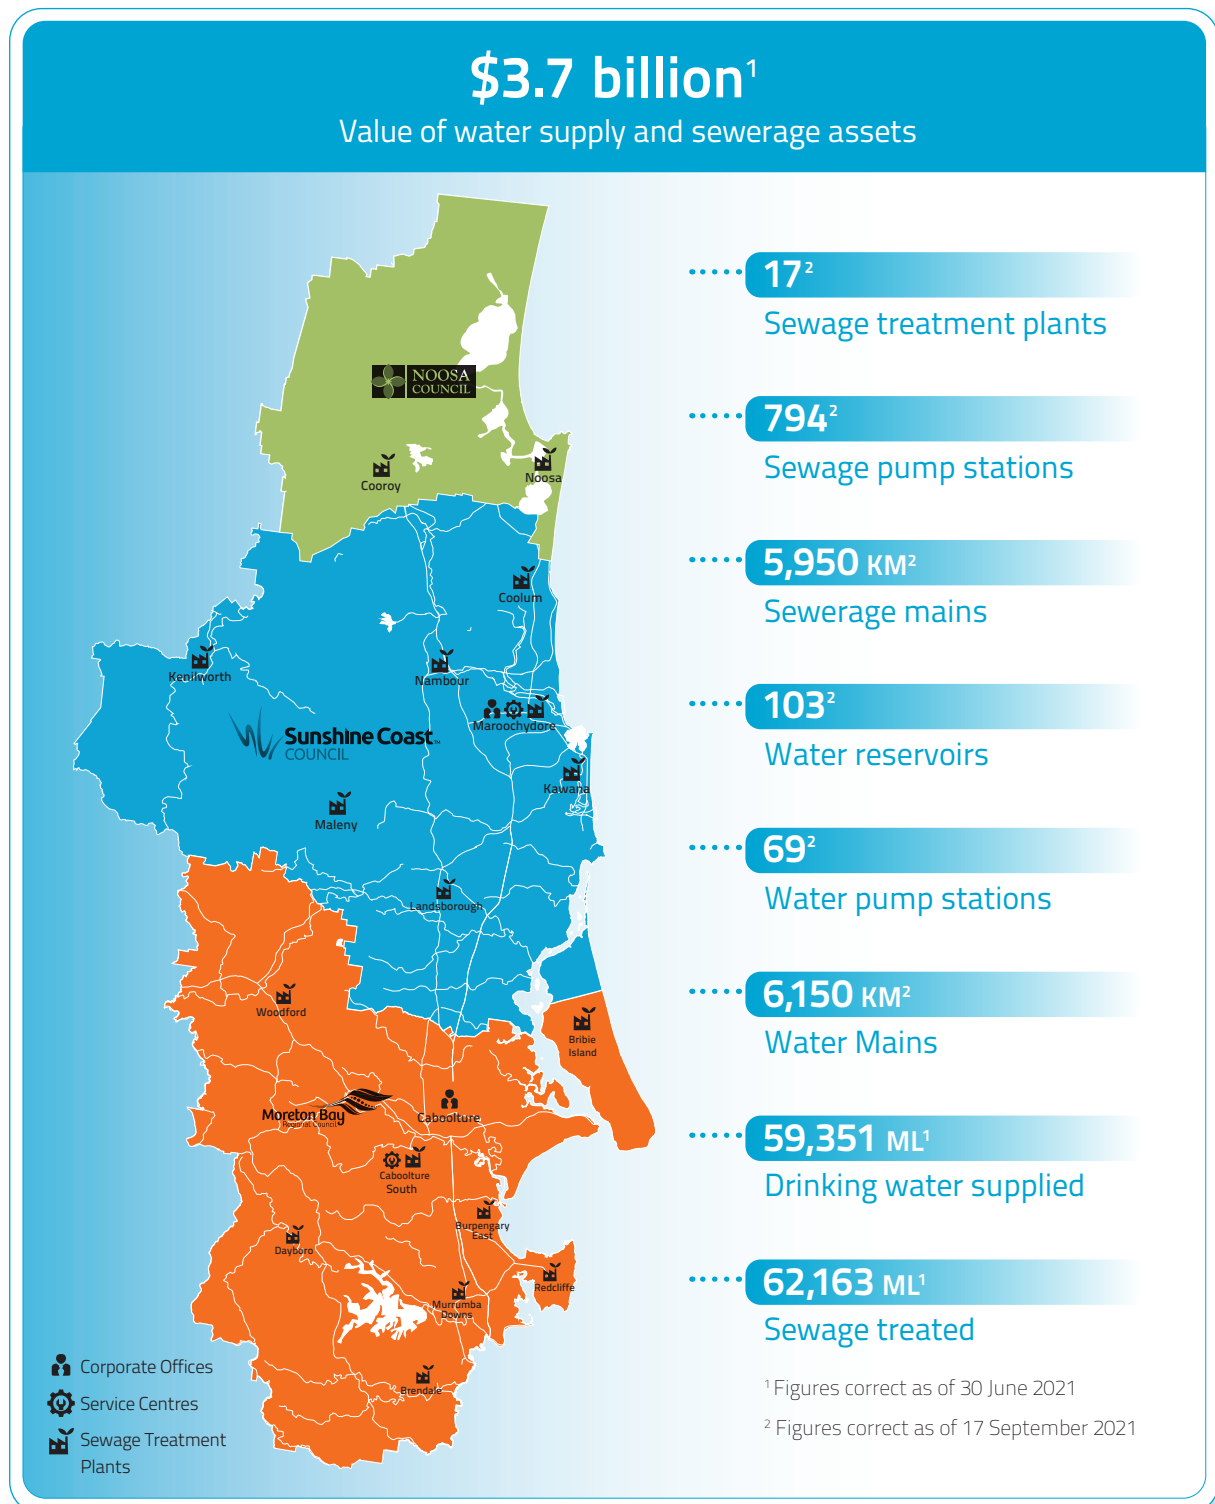 $3.7 billion¹
Value of water supply and sewerage assets
17²
Sewage treatment plants
794²
Sewage pump stations
5,950 KM²
Sewerage mains
103²
Water reservoirs
69²
Water pump stations
6,150 KM²
Water Mains
59,351 ML¹
Drinking water supplied
62,163 ML¹
Sewage treated
¹ Figures correct as of 30 June 2021
² Figures correct as of 17 September 2021
NOOSA
COUNCIL
Cooroy
Noosa
Coolum
Kenilworth
Nambour
Maroochydore
Sunshine Coast™
COUNCIL
Kawana
Maleny
Landsborough
Woodford
Bribie
Island
Moreton Bay
Regional Council
Caboolture
Caboolture
South
Burpengary
East
Dayboro
Redcliffe
Murrumba
Downs
Brendale
Corporate Offices
Service Centres
Sewage Treatment
Plants